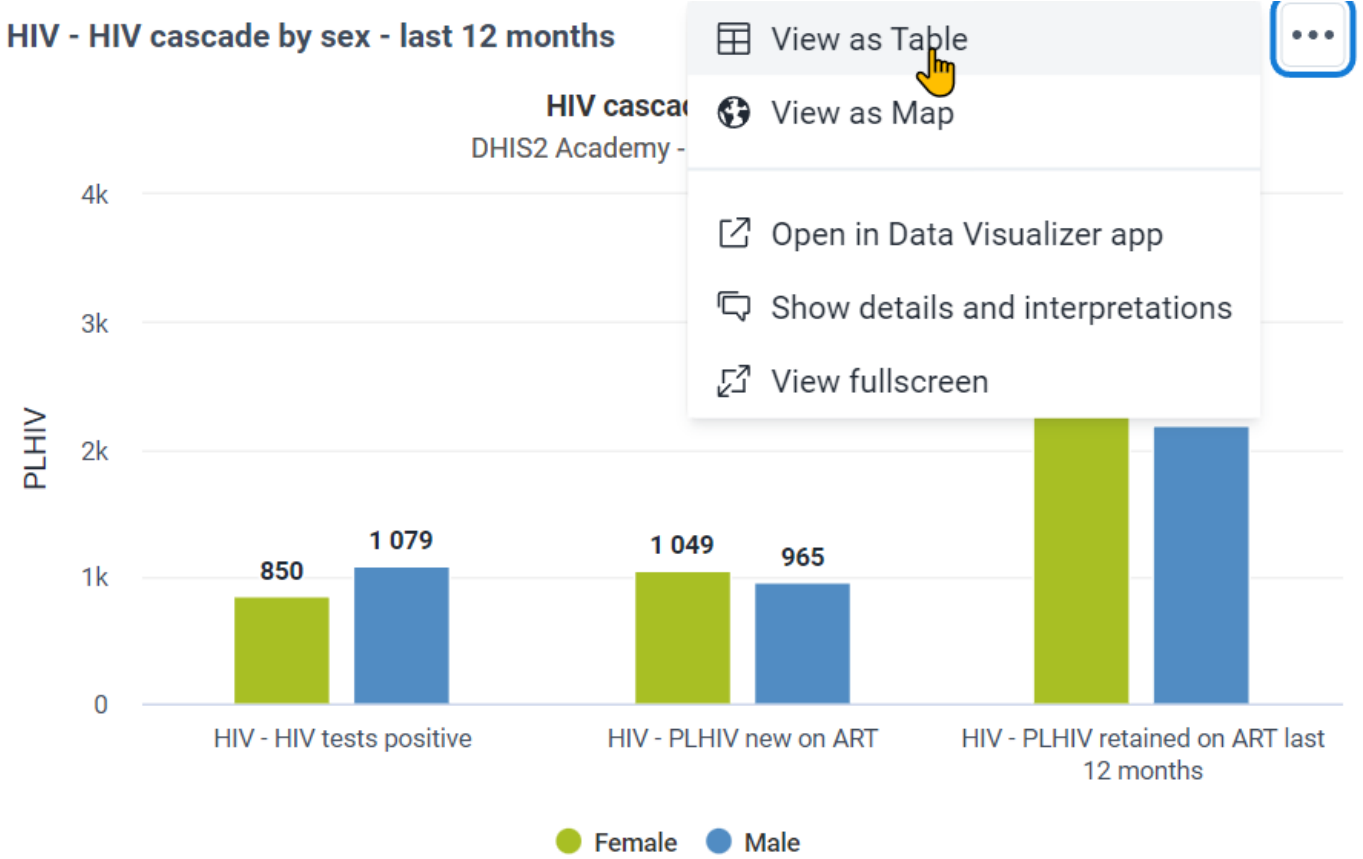 HIV - HIV cascade by sex - last 12 months
View as Table
View as Map
Open in Data Visualizer app
Show details and interpretations
View fullscreen
HIV cascad
DHIS2 Academy -
PLHIV
4k
3k
2k
1k
0
850
1 079
1 049
965
HIV - HIV tests positive
HIV - PLHIV new on ART
HIV - PLHIV retained on ART last
12 months
Female
Male